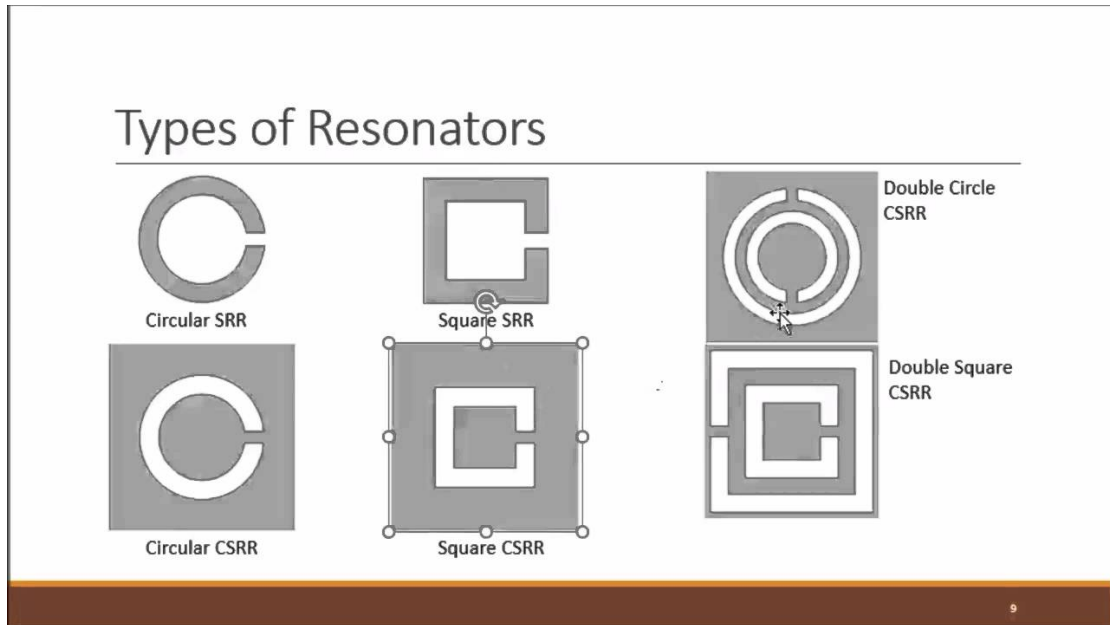 Types of Resonators
Circular SRR
Square SRR
Double Circle
CSRR
Circular CSRR
Square CSRR
Double Square
CSRR
9